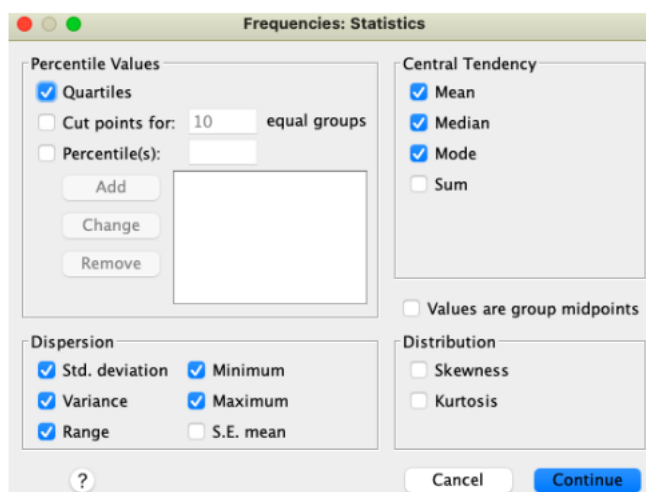 Frequencies: Statistics
Percentile Values
Quartiles
Cut points for: 10 equal groups
Percentile(s):
Add
Change
Remove
Central Tendency
Mean
Median
Mode
Sum
Values are group midpoints
Dispersion
Std. deviation Minimum
Variance Maximum
Range S.E. mean
Distribution
Skewness
Kurtosis
? Cancel Continue